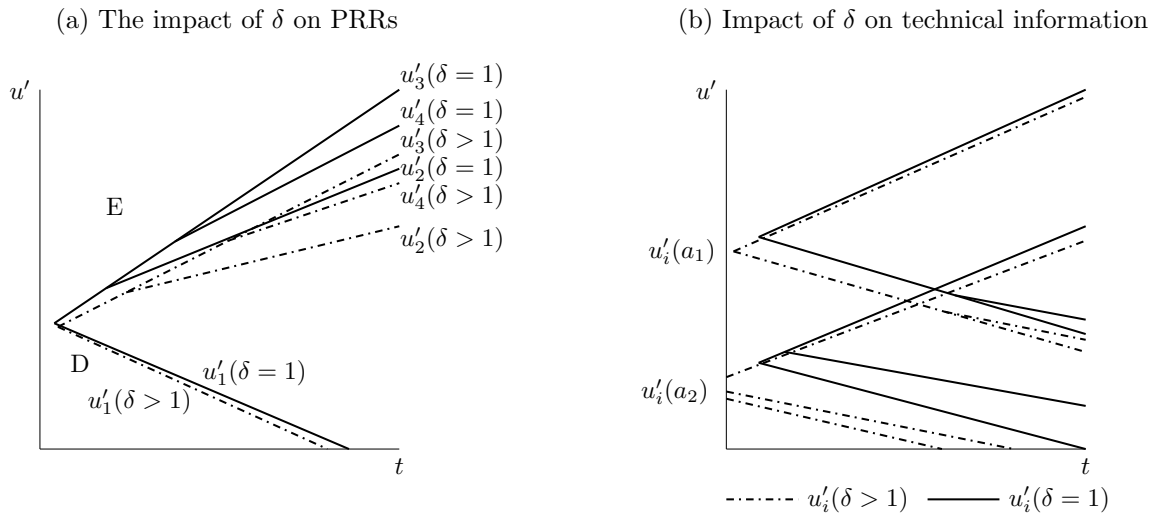 (a) The impact of δ on PRRs
u′
u′₃(δ = 1)
u′₄(δ = 1)
u′₃(δ > 1)
u′₂(δ = 1)
u′₄(δ > 1)
u′₂(δ > 1)
E
D
u′₁(δ = 1)
u′₁(δ > 1)
t
(b) Impact of δ on technical information
u′
u′ᵢ(a₁)
u′ᵢ(a₂)
t
u′ᵢ(δ > 1) u′ᵢ(δ = 1)